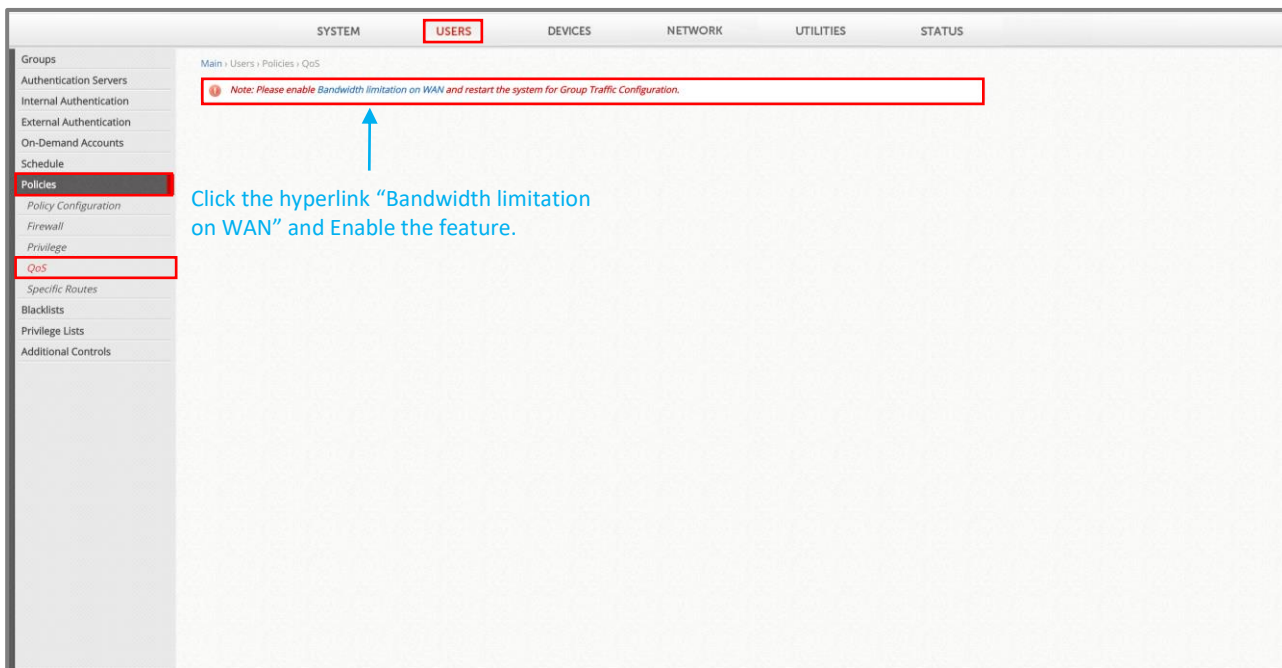 SYSTEM USERS DEVICES NETWORK UTILITIES STATUS
Groups
Authentication Servers
Internal Authentication
External Authentication
On-Demand Accounts
Schedule
Policies
Policy Configuration
Firewall
Privilege
QoS
Specific Routes
Blacklists
Privilege Lists
Additional Controls
Main › Users › Policies › QoS
Note: Please enable Bandwidth limitation on WAN and restart the system for Group Traffic Configuration.
Click the hyperlink “Bandwidth limitation
on WAN” and Enable the feature.